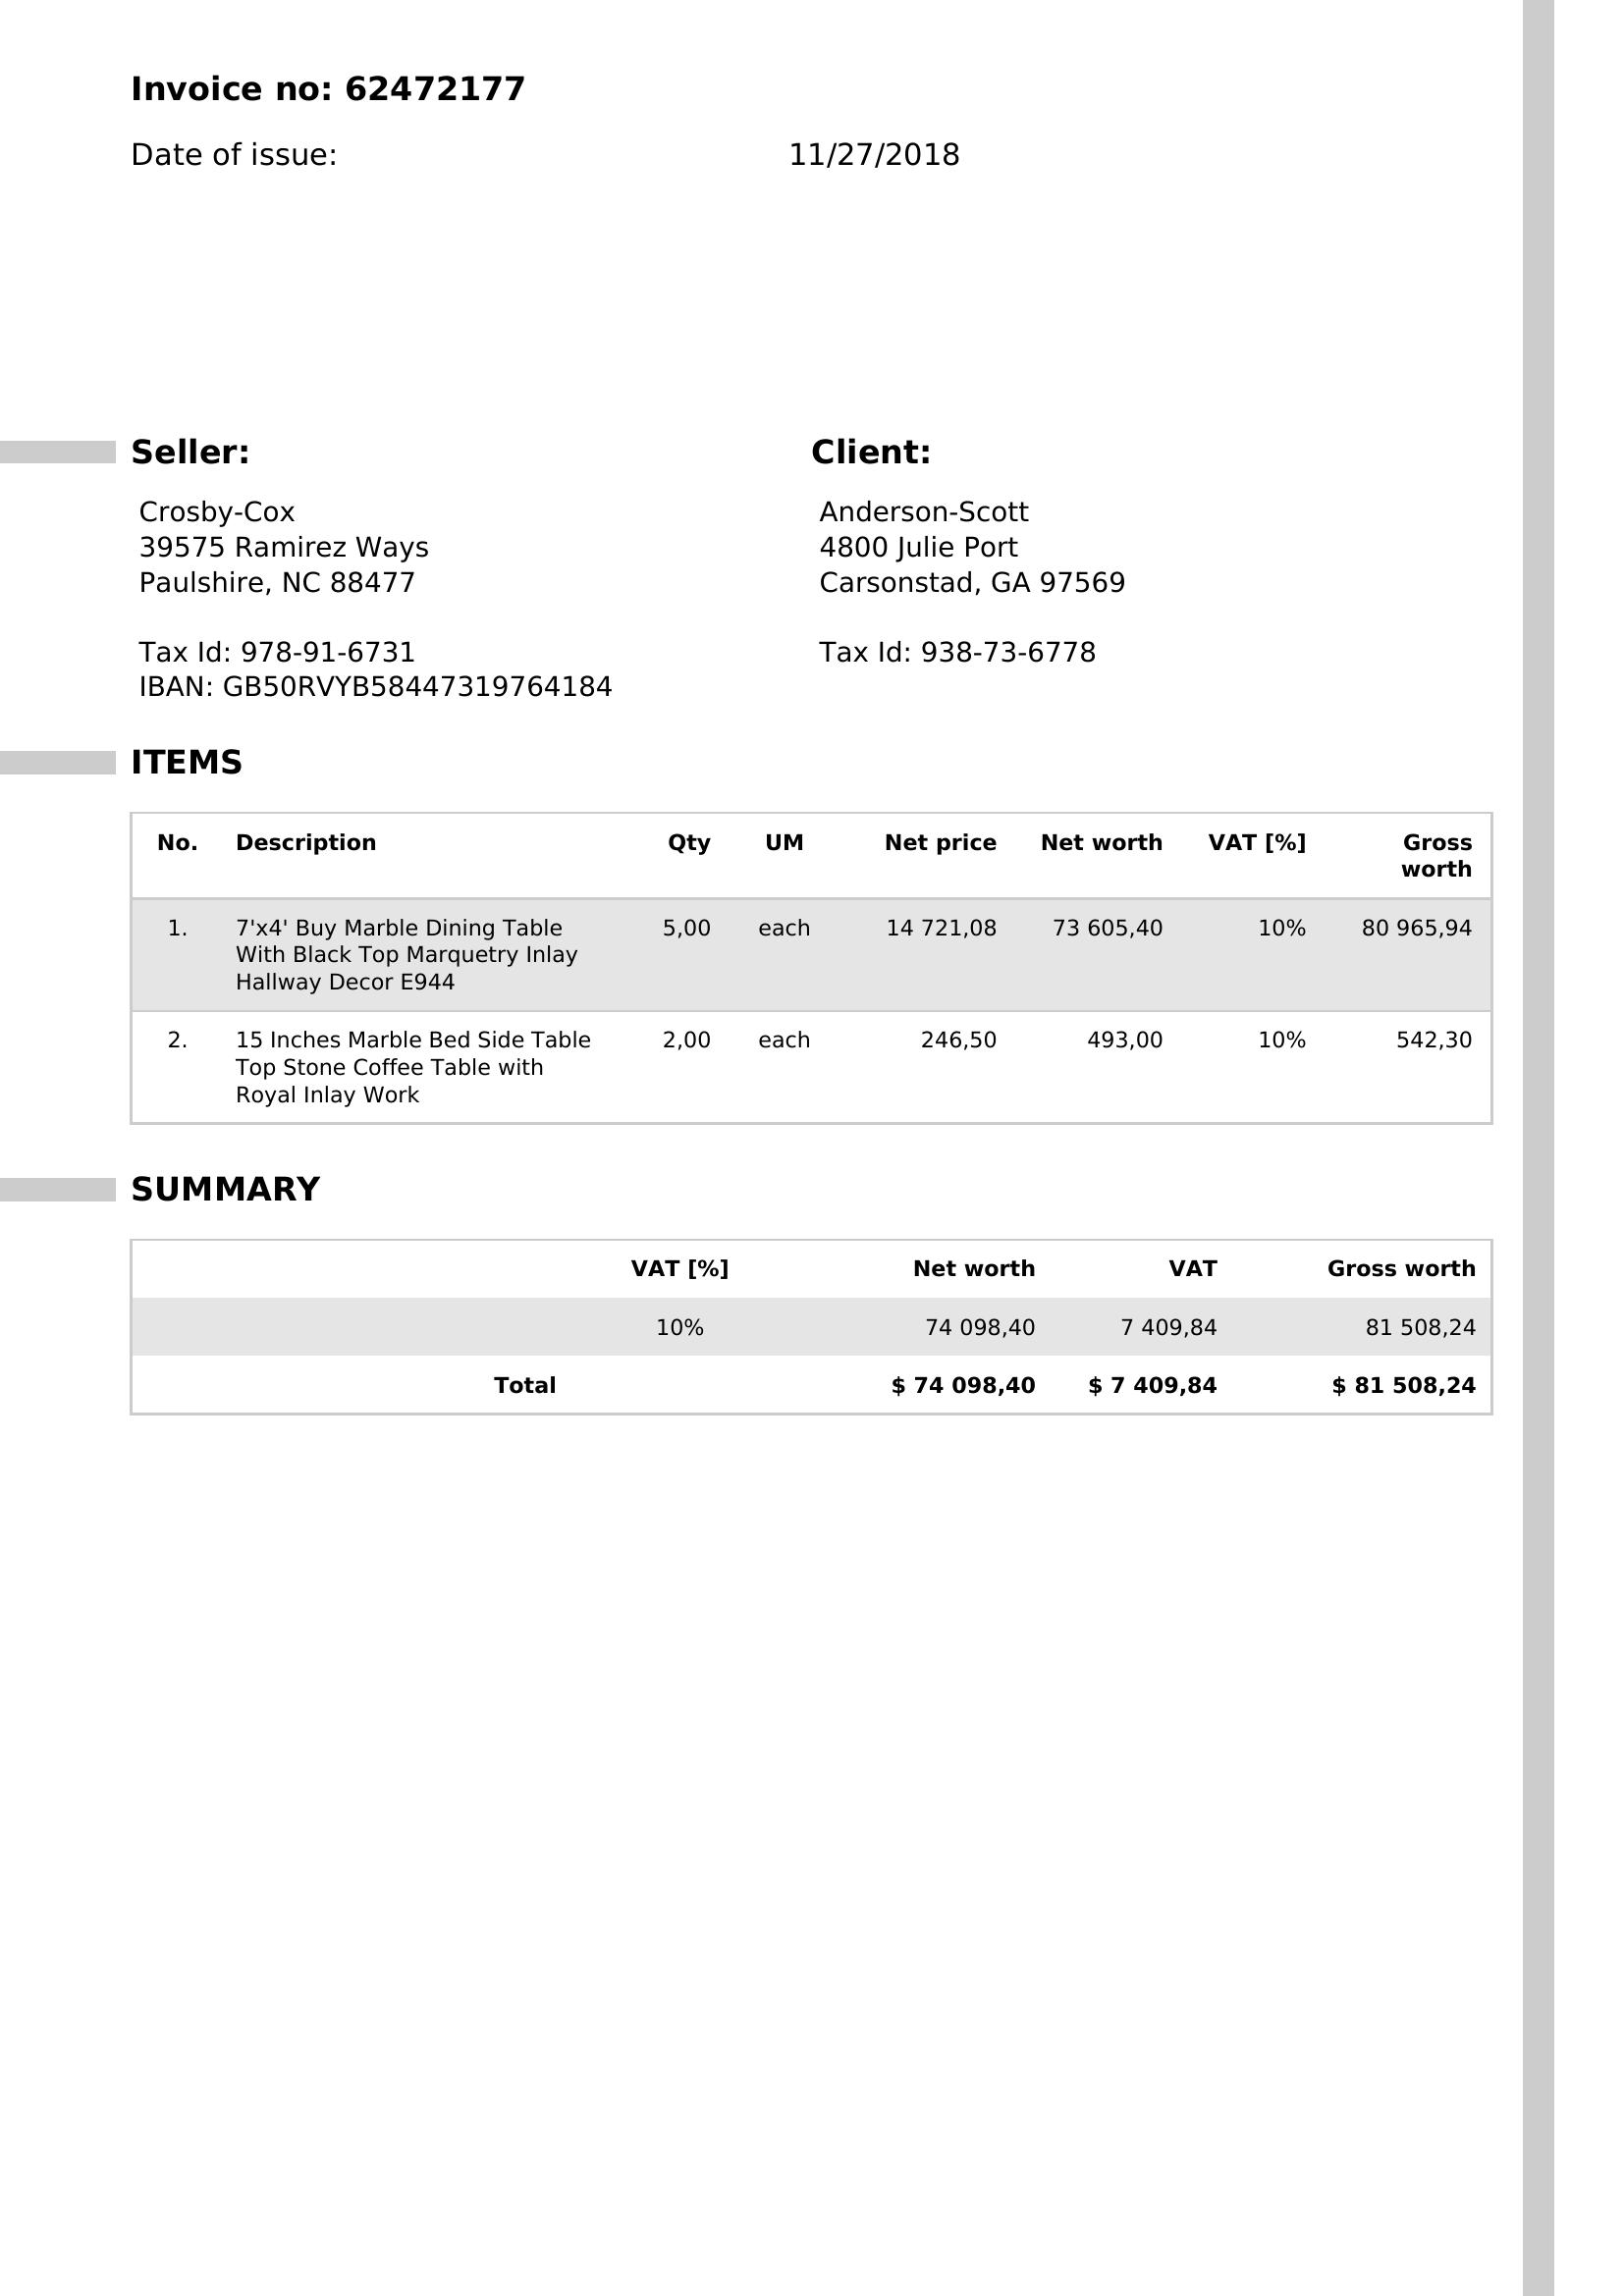 Invoice no: 62472177
Date of issue: 11/27/2018
Seller:
Crosby-Cox
39575 Ramirez Ways
Paulshire, NC 88477
Tax Id: 978-91-6731
IBAN: GB50RVYB58447319764184
Client:
Anderson-Scott
4800 Julie Port
Carsonstad, GA 97569
Tax Id: 938-73-6778
ITEMS
No. Description Qty UM Net price Net worth VAT [%] Gross
worth
1. 7'x4' Buy Marble Dining Table 5,00 each 14 721,08 73 605,40 10% 80 965,94
With Black Top Marquetry Inlay
Hallway Decor E944
2. 15 Inches Marble Bed Side Table 2,00 each 246,50 493,00 10% 542,30
Top Stone Coffee Table with
Royal Inlay Work
SUMMARY
VAT [%] Net worth VAT Gross worth
10% 74 098,40 7 409,84 81 508,24
Total $ 74 098,40 $ 7 409,84 $ 81 508,24